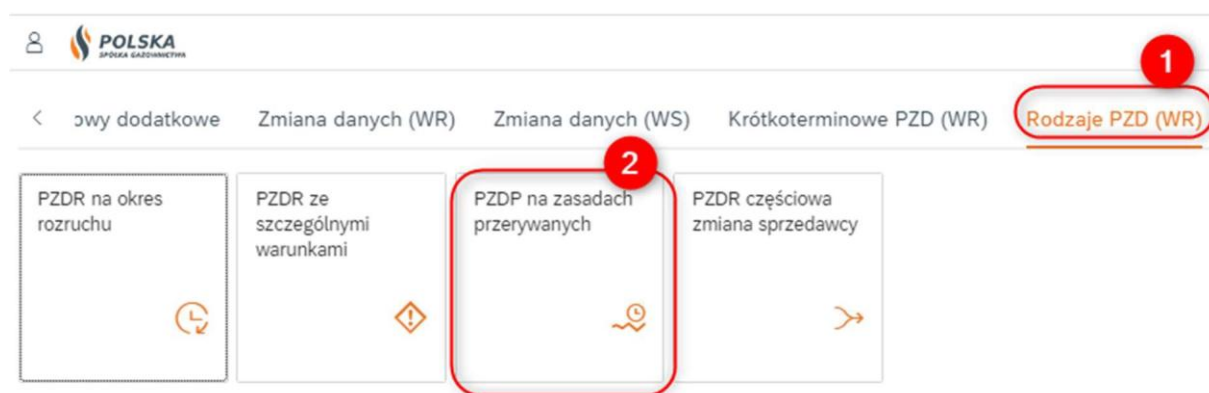 POLSKA
SPÓŁKA GAZOWNICTWA
1
owy dodatkowe Zmiana danych (WR) Zmiana danych (WS) Krótkoterminowe PZD (WR) Rodzaje PZD (WR)
2
PZDR na okres
rozruchu
PZDR ze
szczególnymi
warunkami
PZDP na zasadach
przerywanych
PZDR częściowa
zmiana sprzedawcy